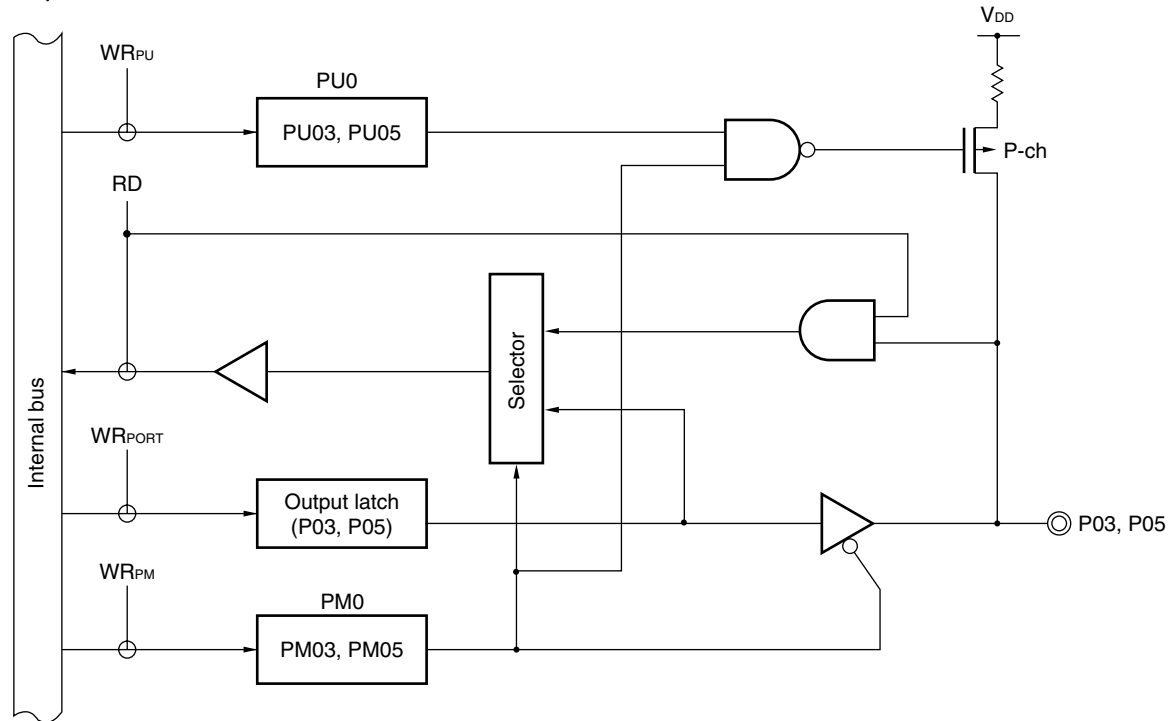 VDD
WRPU
PU0
PU03, PU05
P-ch
RD
Selector
Internal bus
WRPORT
Output latch
(P03, P05)
P03, P05
WRPM
PM0
PM03, PM05